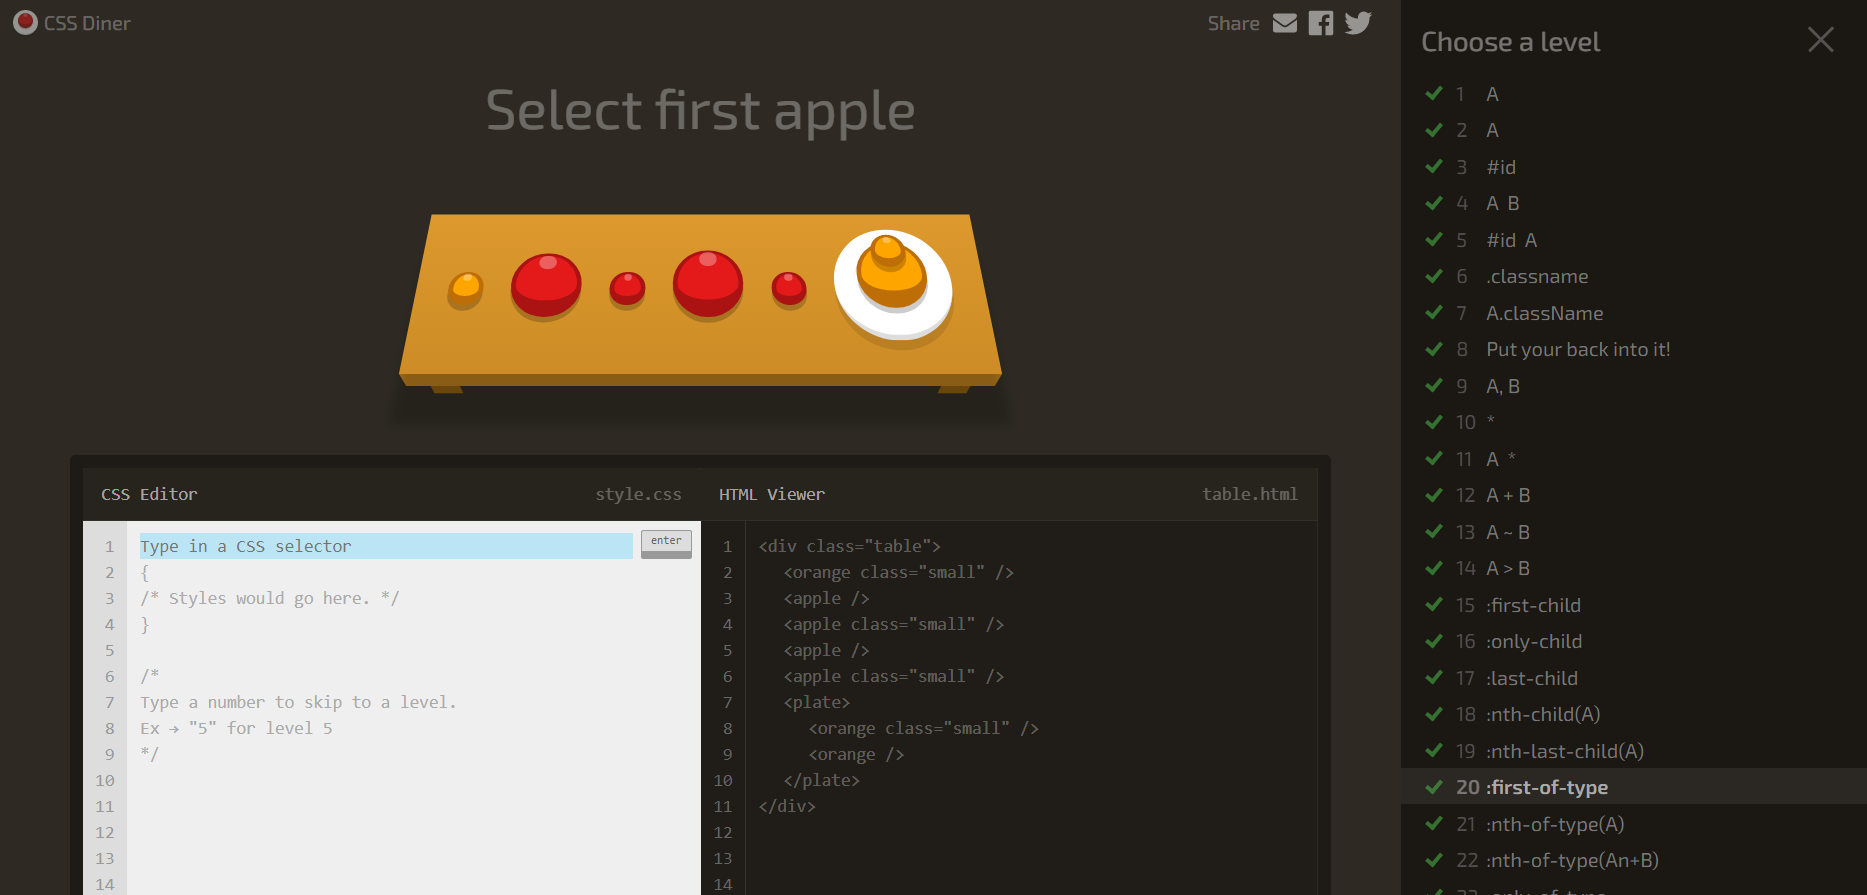 CSS Diner
Share
Select first apple
CSS Editor
style.css
1 Type in a CSS selector
enter
2 {
3 /* Styles would go here. */
4 }
5
6 /*
7 Type a number to skip to a level.
8 Ex → "5" for level 5
9 */
10
11
12
13
14
HTML Viewer
table.html
1 <div class="table">
2 <orange class="small" />
3 <apple />
4 <apple class="small" />
5 <apple />
6 <apple class="small" />
7 <plate>
8 <orange class="small" />
9 <orange />
10 </plate>
11 </div>
12
13
14
Choose a level
1 A
2 A
3 #id
4 A B
5 #id A
6 .classname
7 A.className
8 Put your back into it!
9 A, B
10 *
11 A *
12 A + B
13 A ~ B
14 A > B
15 :first-child
16 :only-child
17 :last-child
18 :nth-child(A)
19 :nth-last-child(A)
20 :first-of-type
21 :nth-of-type(A)
22 :nth-of-type(An+B)
23 :only-of-type